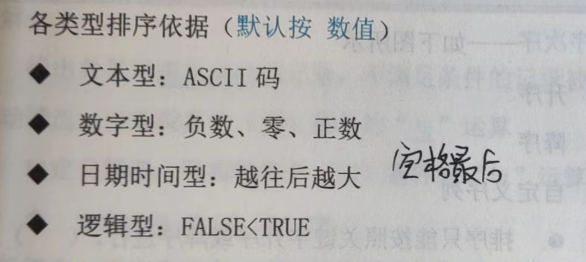 各类型排序依据（默认按 数值）
◆ 文本型：ASCII 码
◆ 数字型：负数、零、正数
◆ 日期时间型：越往后越大
空格最后
◆ 逻辑型：FALSE<TRUE